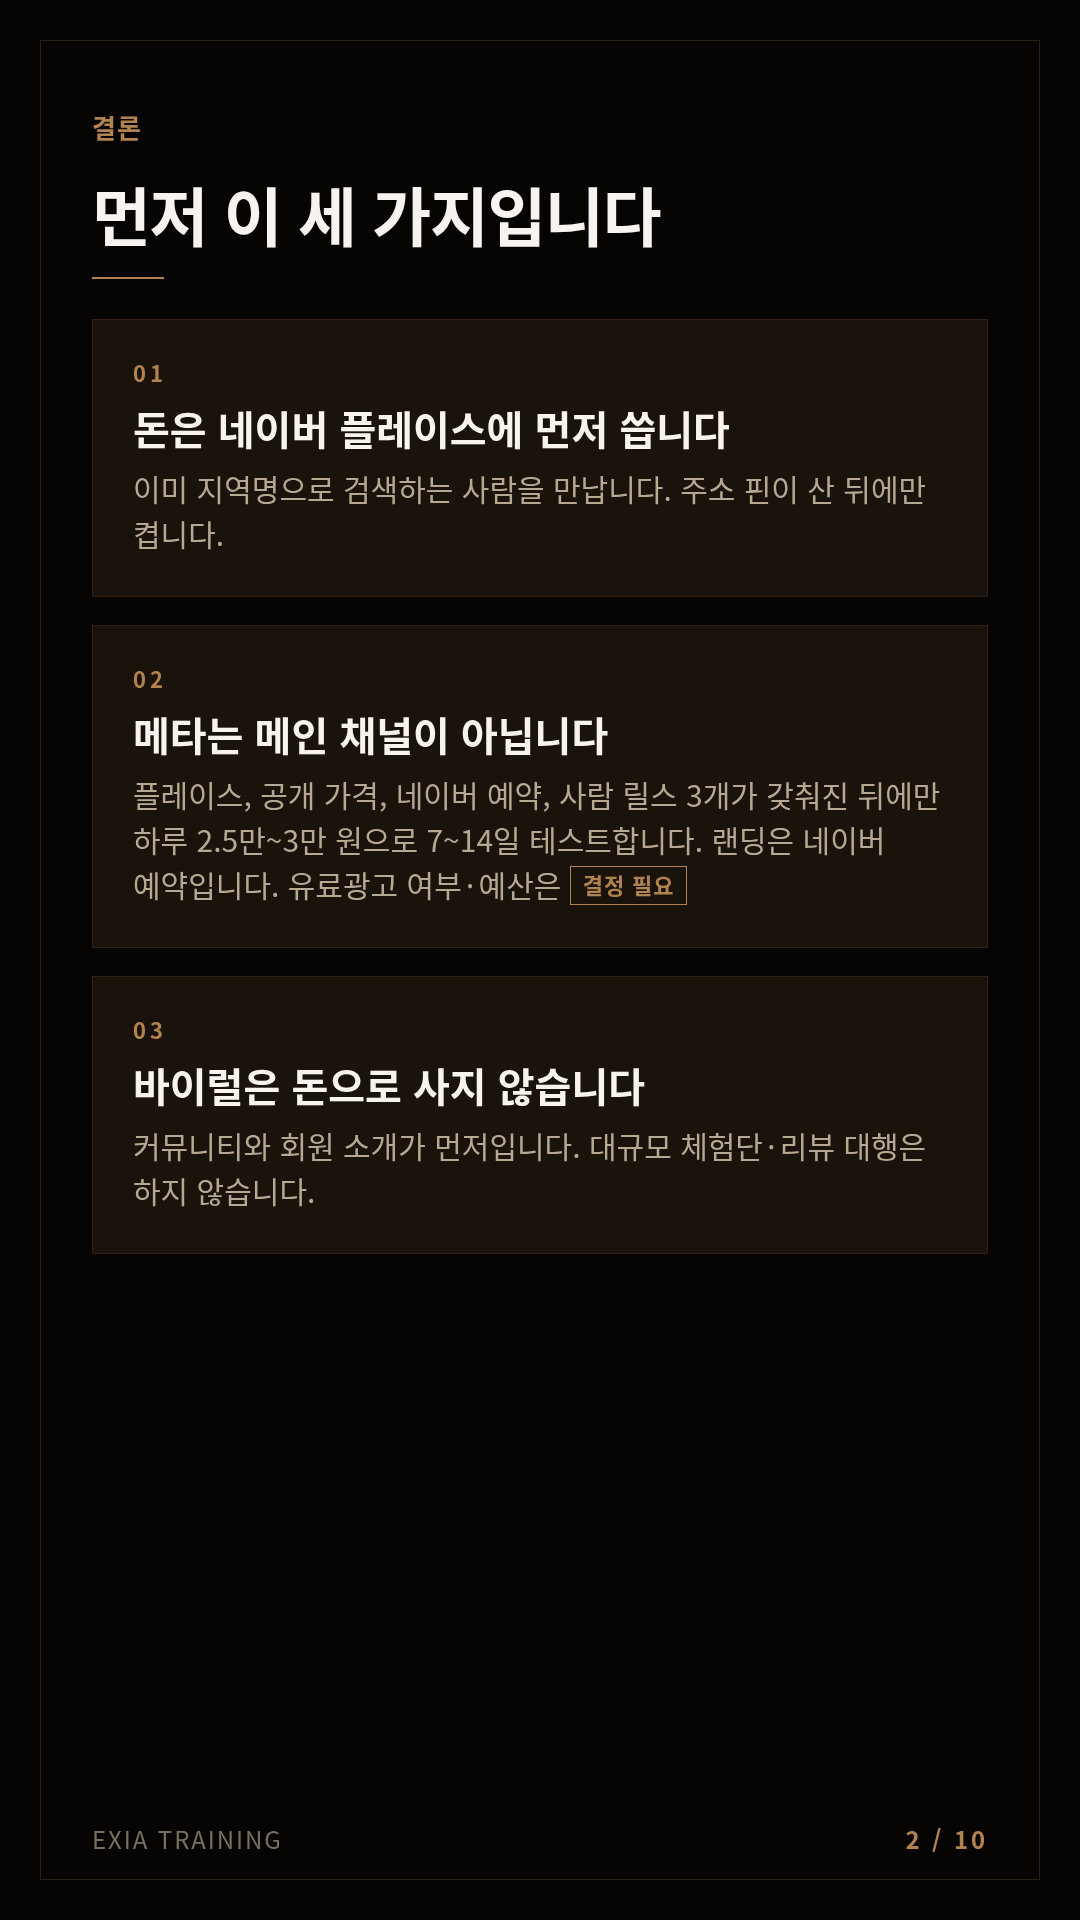 결론
먼저 이 세 가지입니다
01
돈은 네이버 플레이스에 먼저 씁니다
이미 지역명으로 검색하는 사람을 만납니다. 주소 핀이 산 뒤에만
켭니다.
02
메타는 메인 채널이 아닙니다
플레이스, 공개 가격, 네이버 예약, 사람 릴스 3개가 갖춰진 뒤에만
하루 2.5만~3만 원으로 7~14일 테스트합니다. 랜딩은 네이버
예약입니다. 유료광고 여부·예산은 결정 필요
03
바이럴은 돈으로 사지 않습니다
커뮤니티와 회원 소개가 먼저입니다. 대규모 체험단·리뷰 대행은
하지 않습니다.
EXIA TRAINING
2 / 10